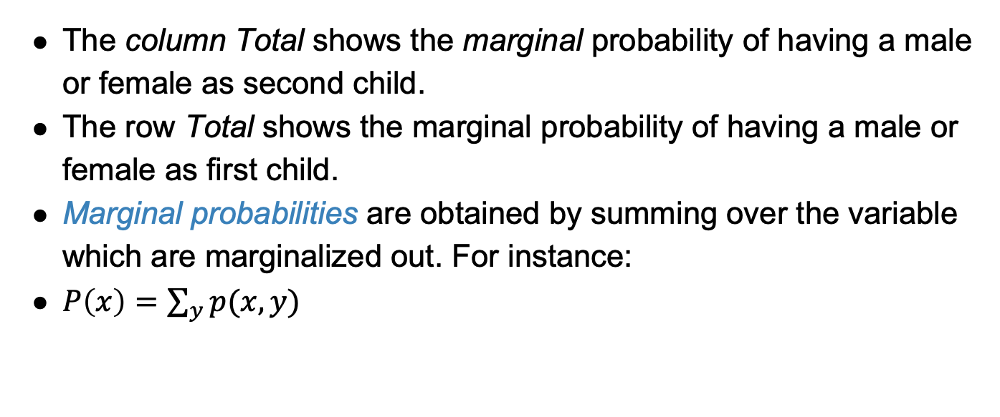 • The column Total shows the marginal probability of having a male
or female as second child.
• The row Total shows the marginal probability of having a male or
female as first child.
• Marginal probabilities are obtained by summing over the variable
which are marginalized out. For instance:
• P(x) = ∑y p(x, y)